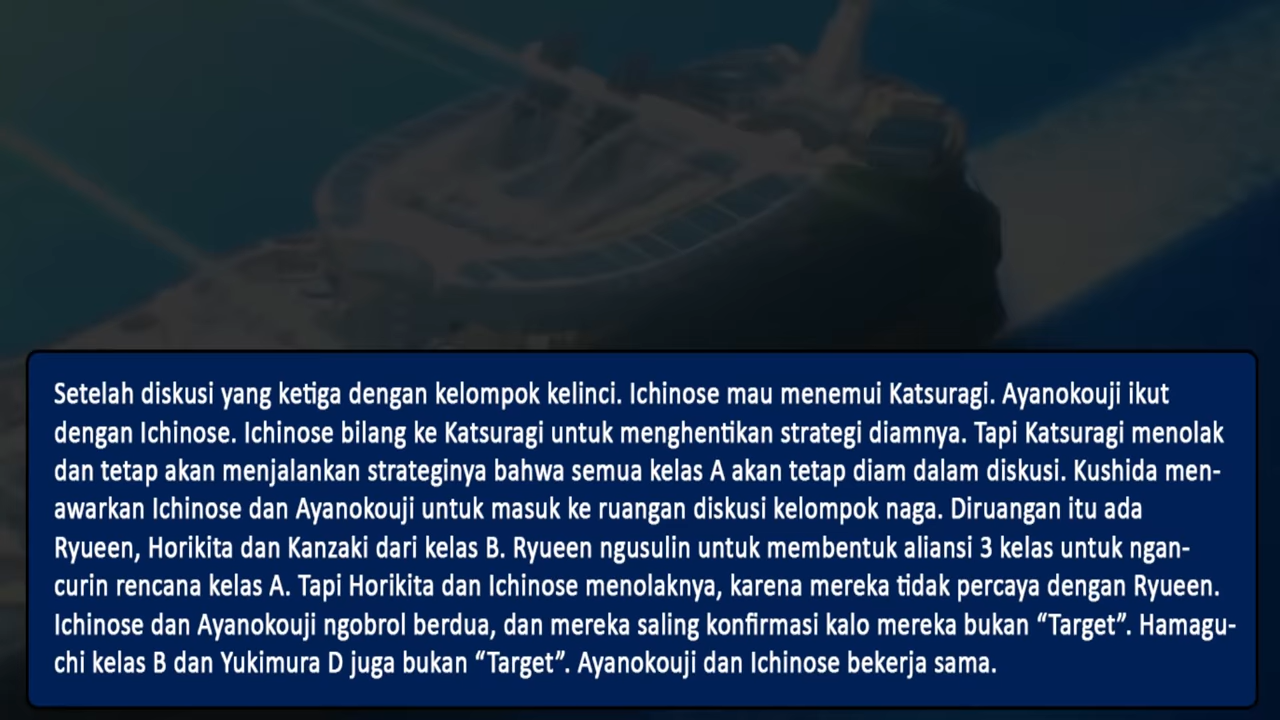 Setelah diskusi yang ketiga dengan kelompok kelinci. Ichinose mau menemui Katsuragi. Ayanokouji ikut
dengan Ichinose. Ichinose bilang ke Katsuragi untuk menghentikan strategi diamnya. Tapi Katsuragi menolak
dan tetap akan menjalankan strateginya bahwa semua kelas A akan tetap diam dalam diskusi. Kushida men-
awarkan Ichinose dan Ayanokouji untuk masuk ke ruangan diskusi kelompok naga. Diruangan itu ada
Ryueen, Horikita dan Kanzaki dari kelas B. Ryueen ngusulin untuk membentuk aliansi 3 kelas untuk ngan-
curin rencana kelas A. Tapi Horikita dan Ichinose menolaknya, karena mereka tidak percaya dengan Ryueen.
Ichinose dan Ayanokouji ngobrol berdua, dan mereka saling konfirmasi kalo mereka bukan “Target”. Hamagu-
chi kelas B dan Yukimura D juga bukan “Target”. Ayanokouji dan Ichinose bekerja sama.